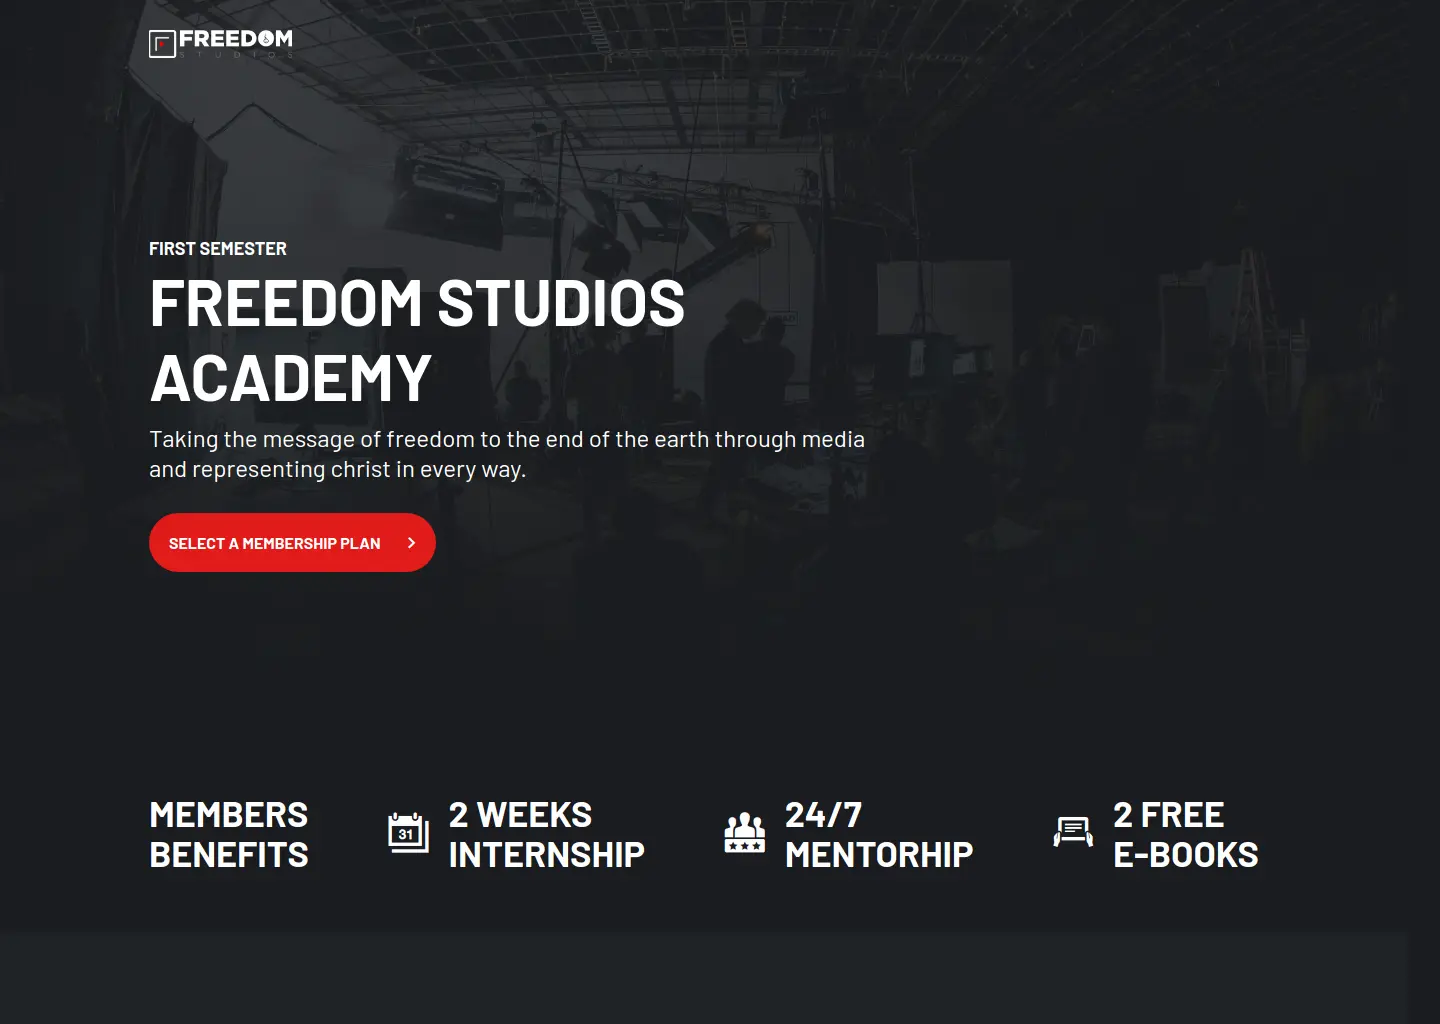 FREEDOM
STUDIOS
FIRST SEMESTER
FREEDOM STUDIOS
ACADEMY
Taking the message of freedom to the end of the earth through media
and representing christ in every way.
SELECT A MEMBERSHIP PLAN
MEMBERS
BENEFITS
31
2 WEEKS
INTERNSHIP
24/7
MENTORHIP
2 FREE
E-BOOKS